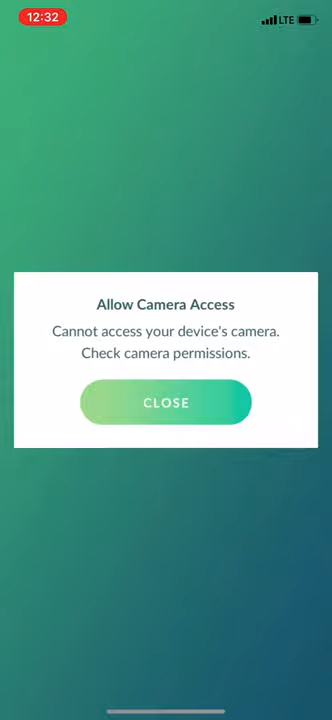 12:32
LTE
Allow Camera Access
Cannot access your device's camera.
Check camera permissions.
CLOSE